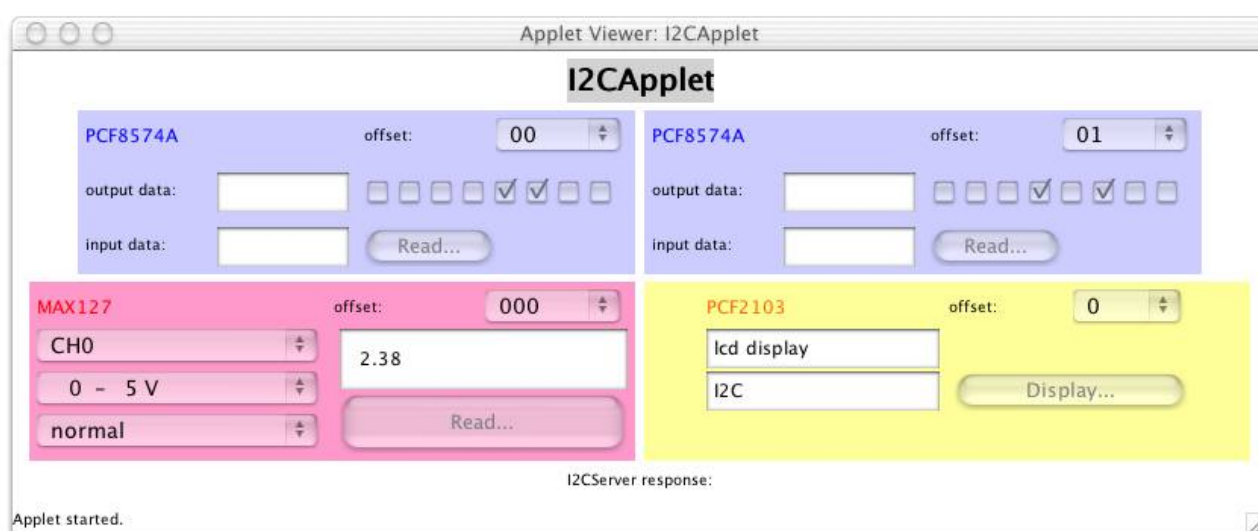 Applet Viewer: I2CApplet
I2CApplet
PCF8574A offset: 00
output data:
input data: Read...
PCF8574A offset: 01
output data:
input data: Read...
MAX127 offset: 000
CH0
2.38
0 - 5 V
normal
Read...
PCF2103 offset: 0
lcd display
I2C
Display...
I2CServer response:
Applet started.